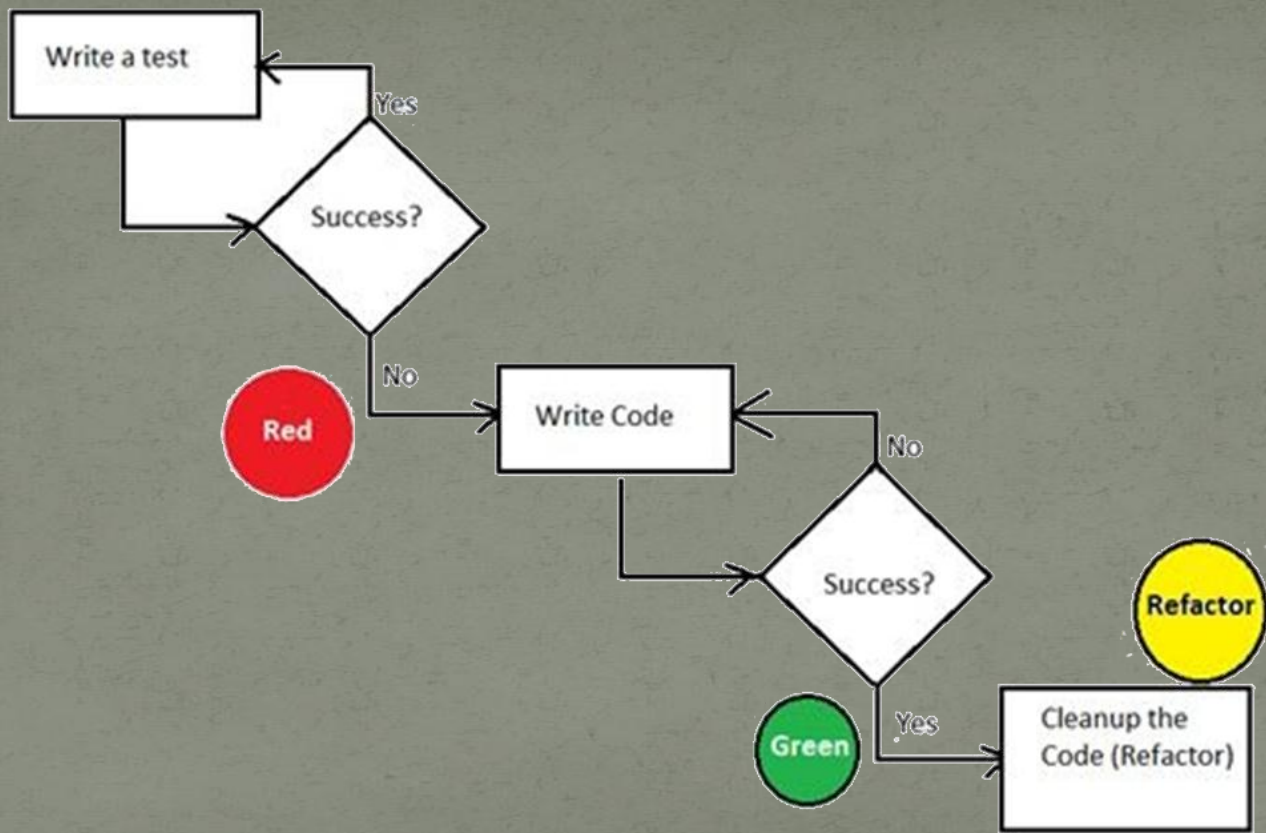 Write a test
Yes
Success?
No
Red
Write Code
No
Success?
Refactor
Green
Yes
Cleanup the
Code (Refactor)